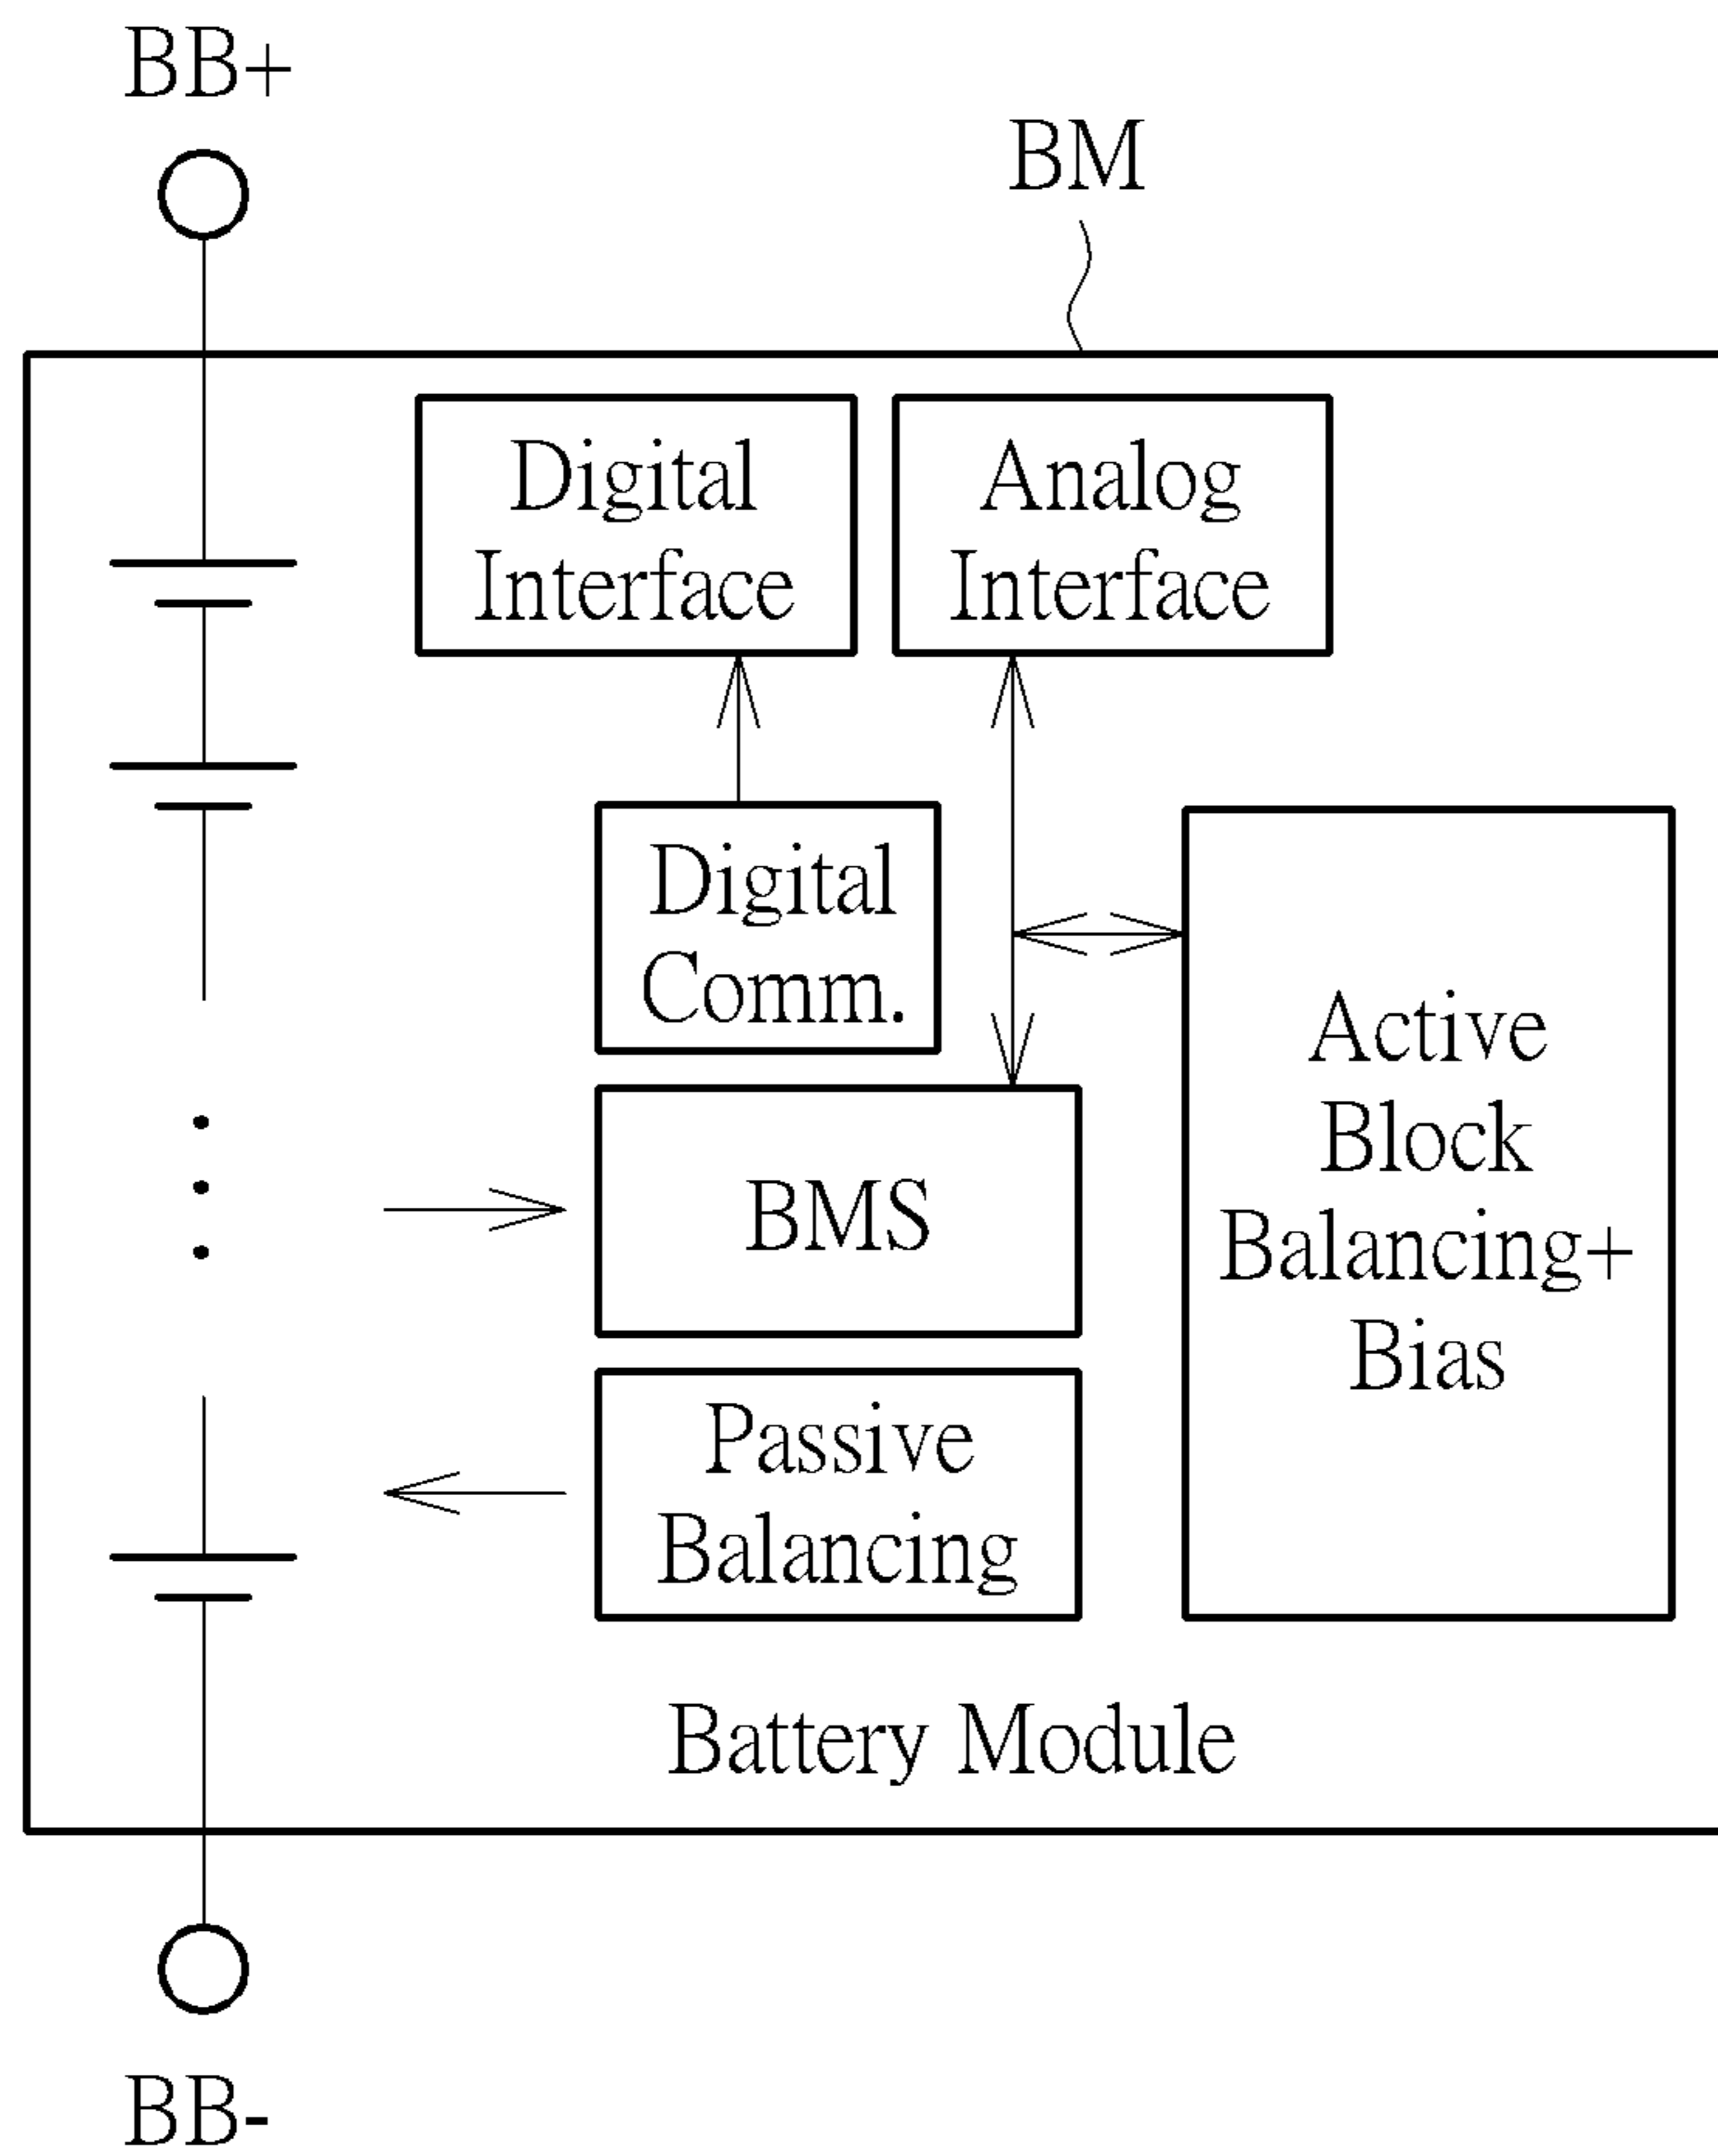 BB+
BM
Digital
Interface
Analog
Interface
Digital
Comm.
Active
Block
Balancing+
Bias
BMS
Passive
Balancing
Battery Module
BB-